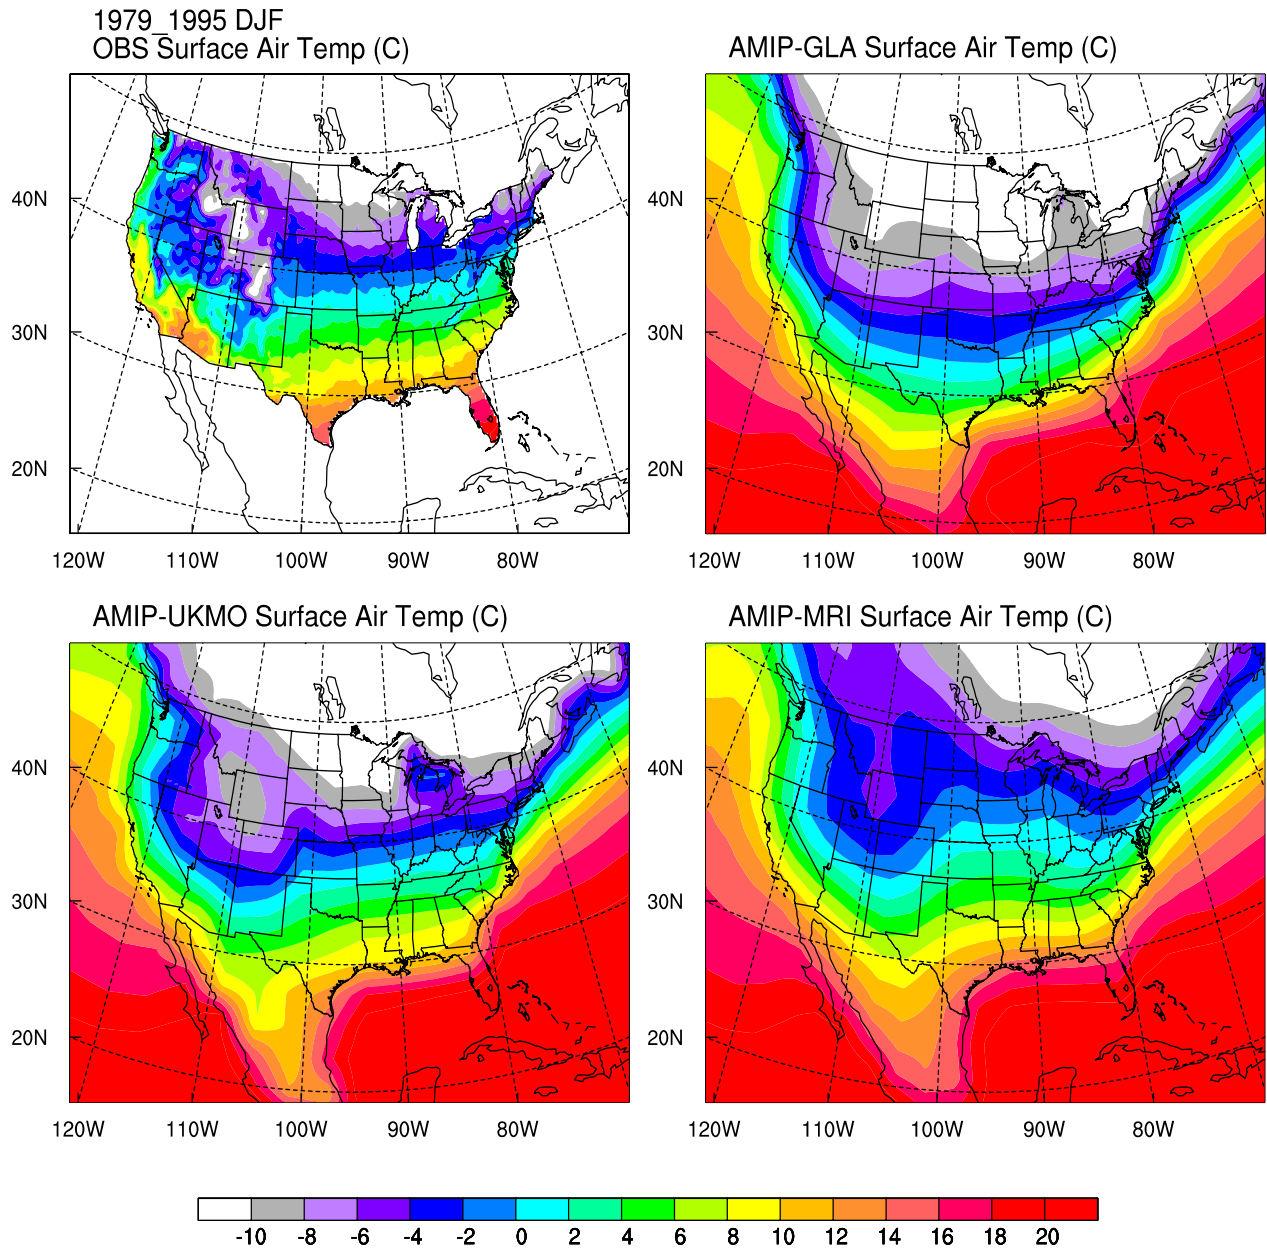 1979_1995 DJF
OBS Surface Air Temp (C)
AMIP-GLA Surface Air Temp (C)
40N
30N
20N
120W 110W 100W 90W 80W
40N
30N
20N
120W 110W 100W 90W 80W
AMIP-UKMO Surface Air Temp (C)
AMIP-MRI Surface Air Temp (C)
40N
30N
20N
120W 110W 100W 90W 80W
40N
30N
20N
120W 110W 100W 90W 80W
-10 -8 -6 -4 -2 0 2 4 6 8 10 12 14 16 18 20